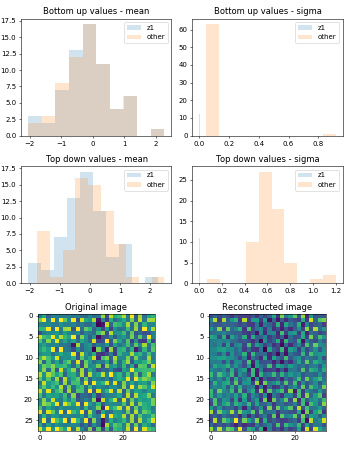 Bottom up values - mean
17.5
15.0
12.5
10.0
7.5
5.0
2.5
0.0
−2 −1 0 1 2
z1
other
Bottom up values - sigma
60
50
40
30
20
10
0
0.0 0.2 0.4 0.6 0.8
z1
other
Top down values - mean
17.5
15.0
12.5
10.0
7.5
5.0
2.5
0.0
−2 −1 0 1 2
z1
other
Top down values - sigma
25
20
15
10
5
0
0.0 0.2 0.4 0.6 0.8 1.0 1.2
z1
other
Original image
0
5
10
15
20
25
0 10 20
Reconstructed image
0
5
10
15
20
25
0 10 20